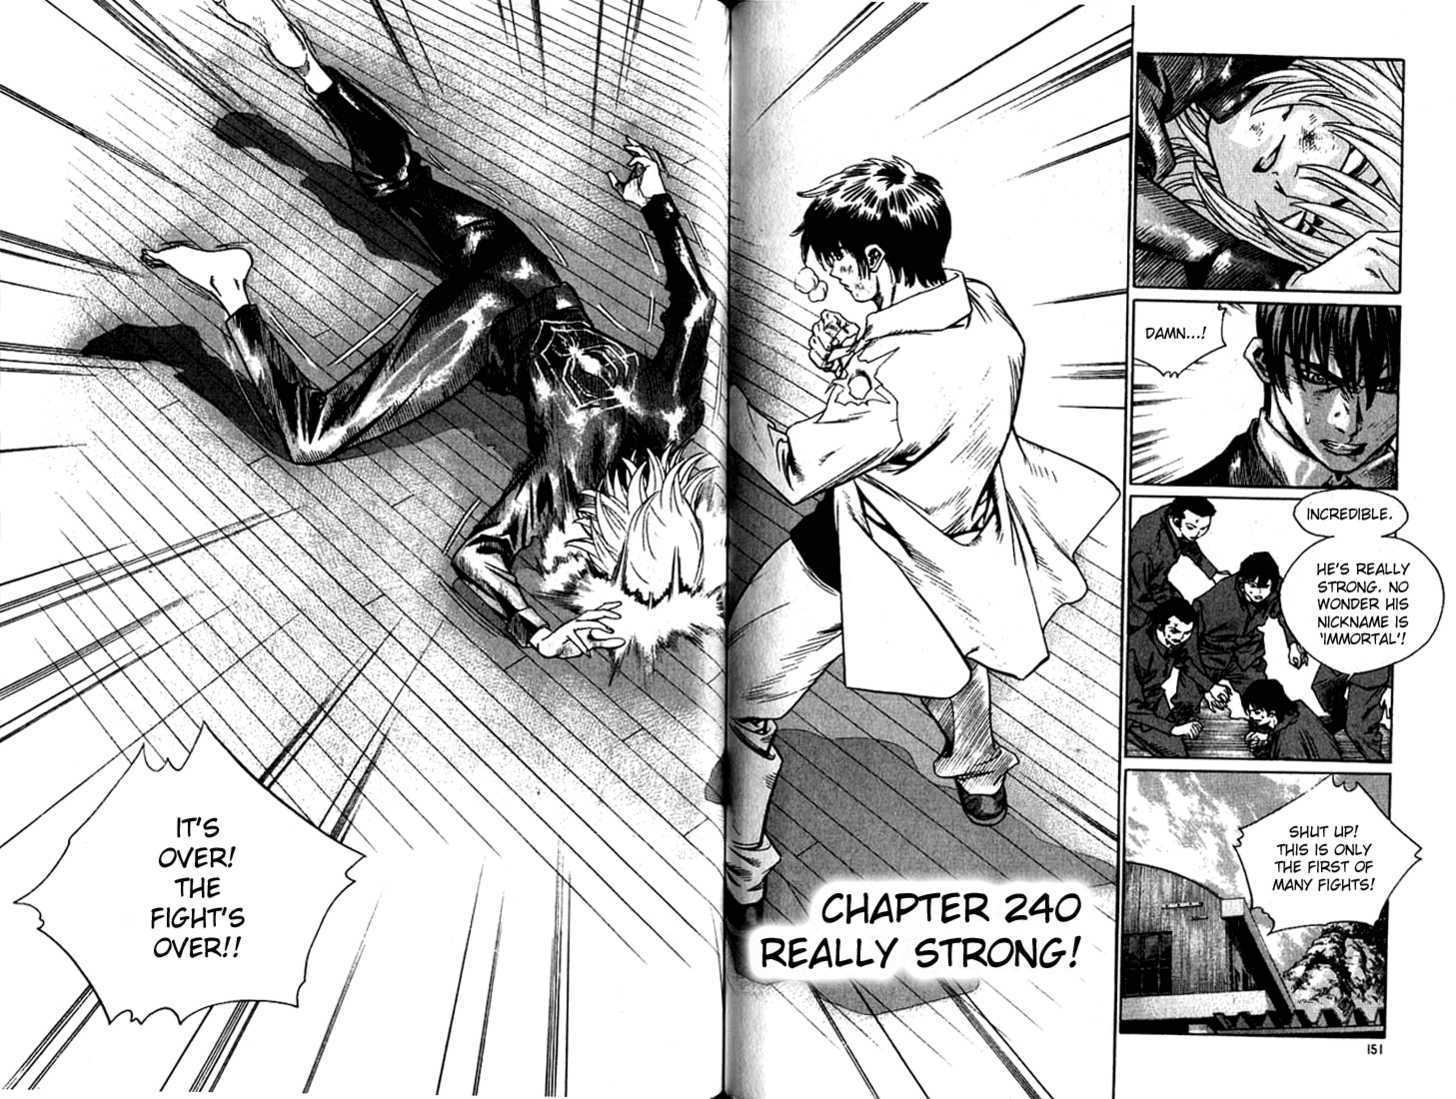 DAMN...!
INCREDIBLE.
HE'S REALLY
STRONG. NO
WONDER HIS
NICKNAME IS
'IMMORTAL'!
SHUT UP!
THIS IS ONLY
THE FIRST OF
MANY FIGHTS!
151
CHAPTER 240
REALLY STRONG!
IT'S
OVER!
THE
FIGHT'S
OVER!!